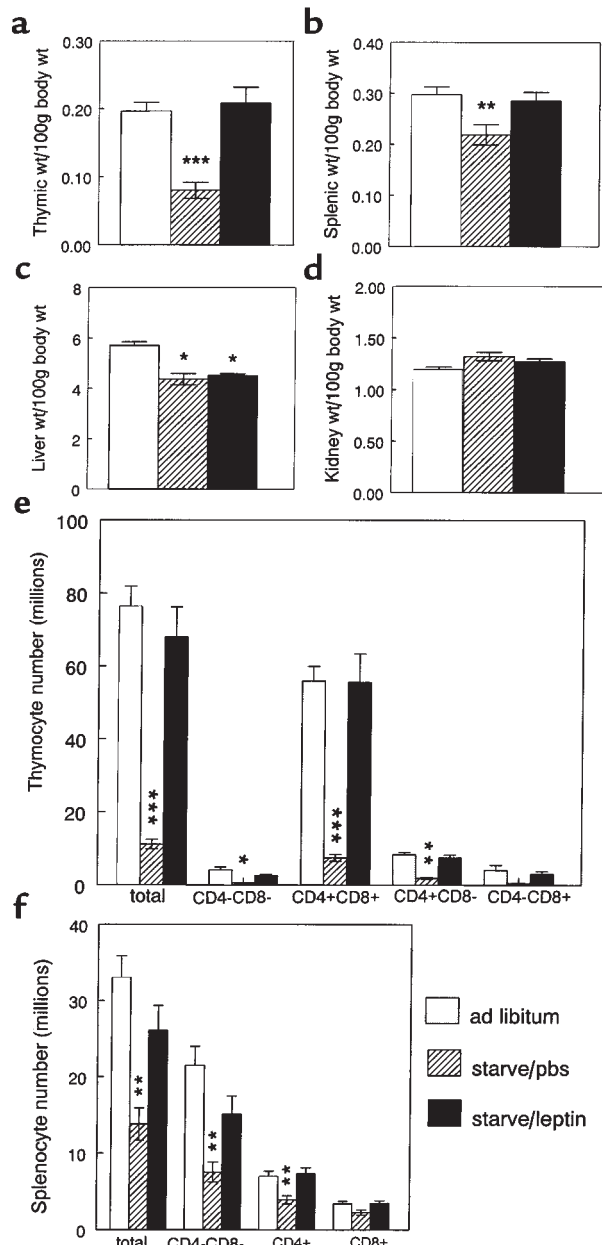 a
Thymic wt/100g body wt
0.30
0.20
0.10
0.00
***
b
Splenic wt/100g body wt
0.40
0.30
0.20
0.10
0.00
**
c
Liver wt/100g body wt
8
6
4
2
0
*
*
d
Kidney wt/100g body wt
2.00
1.50
1.00
0.50
0.00
e
Thymocyte number (millions)
100
80
60
40
20
0
***
*
***
**
total
CD4-CD8-
CD4+CD8+
CD4+CD8-
CD4-CD8+
f
Splenocyte number (millions)
40
30
20
10
0
**
**
**
total
CD4-CD8-
CD4+
CD8+
ad libitum
starve/pbs
starve/leptin